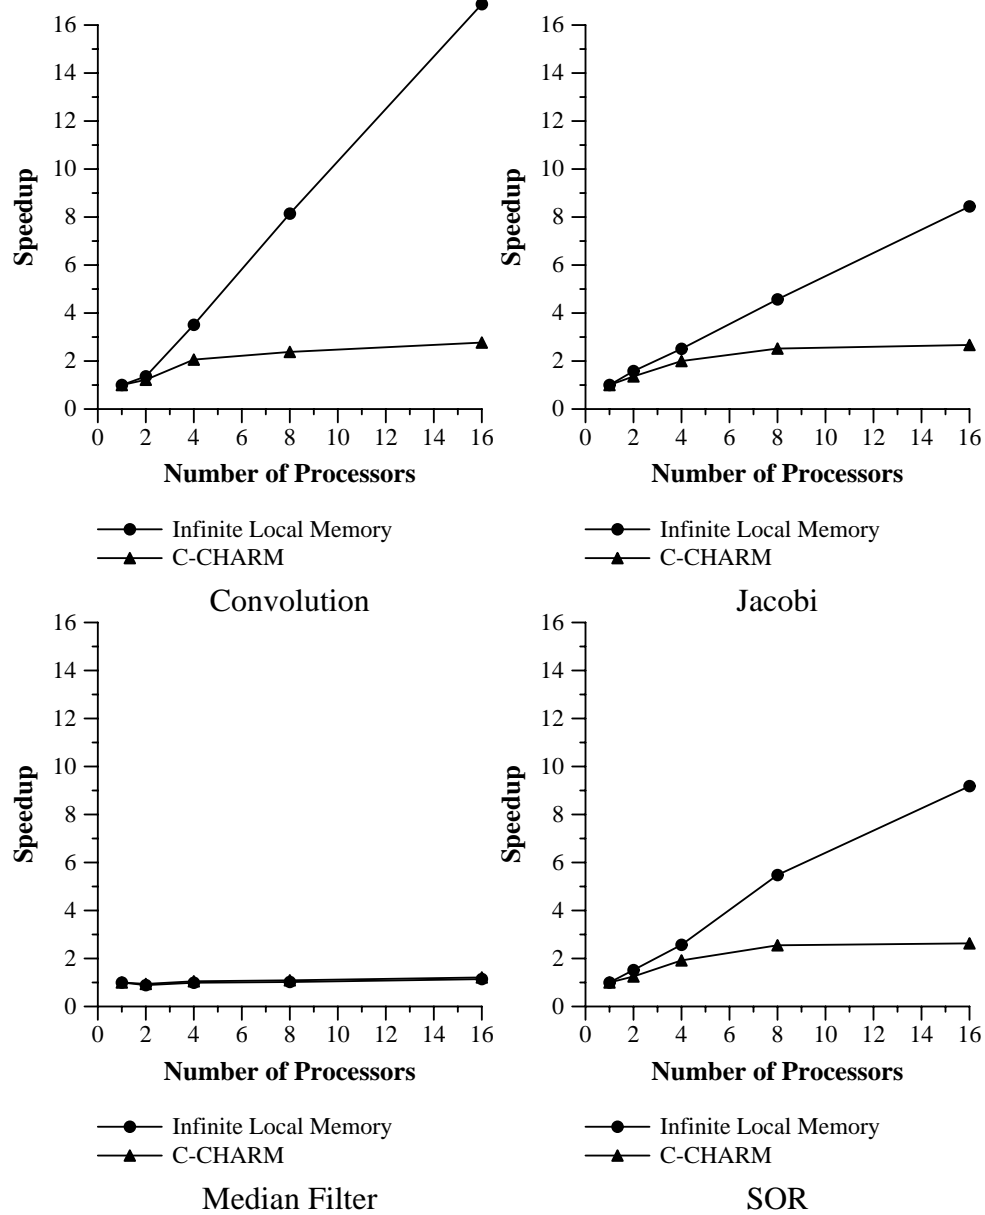 16
14
12
10
8
6
4
2
0
Speedup
0 2 4 6 8 10 12 14 16
Number of Processors
Infinite Local Memory
C-CHARM
Convolution
16
14
12
10
8
6
4
2
0
Speedup
0 2 4 6 8 10 12 14 16
Number of Processors
Infinite Local Memory
C-CHARM
Jacobi
16
14
12
10
8
6
4
2
0
Speedup
0 2 4 6 8 10 12 14 16
Number of Processors
Infinite Local Memory
C-CHARM
Median Filter
16
14
12
10
8
6
4
2
0
Speedup
0 2 4 6 8 10 12 14 16
Number of Processors
Infinite Local Memory
C-CHARM
SOR